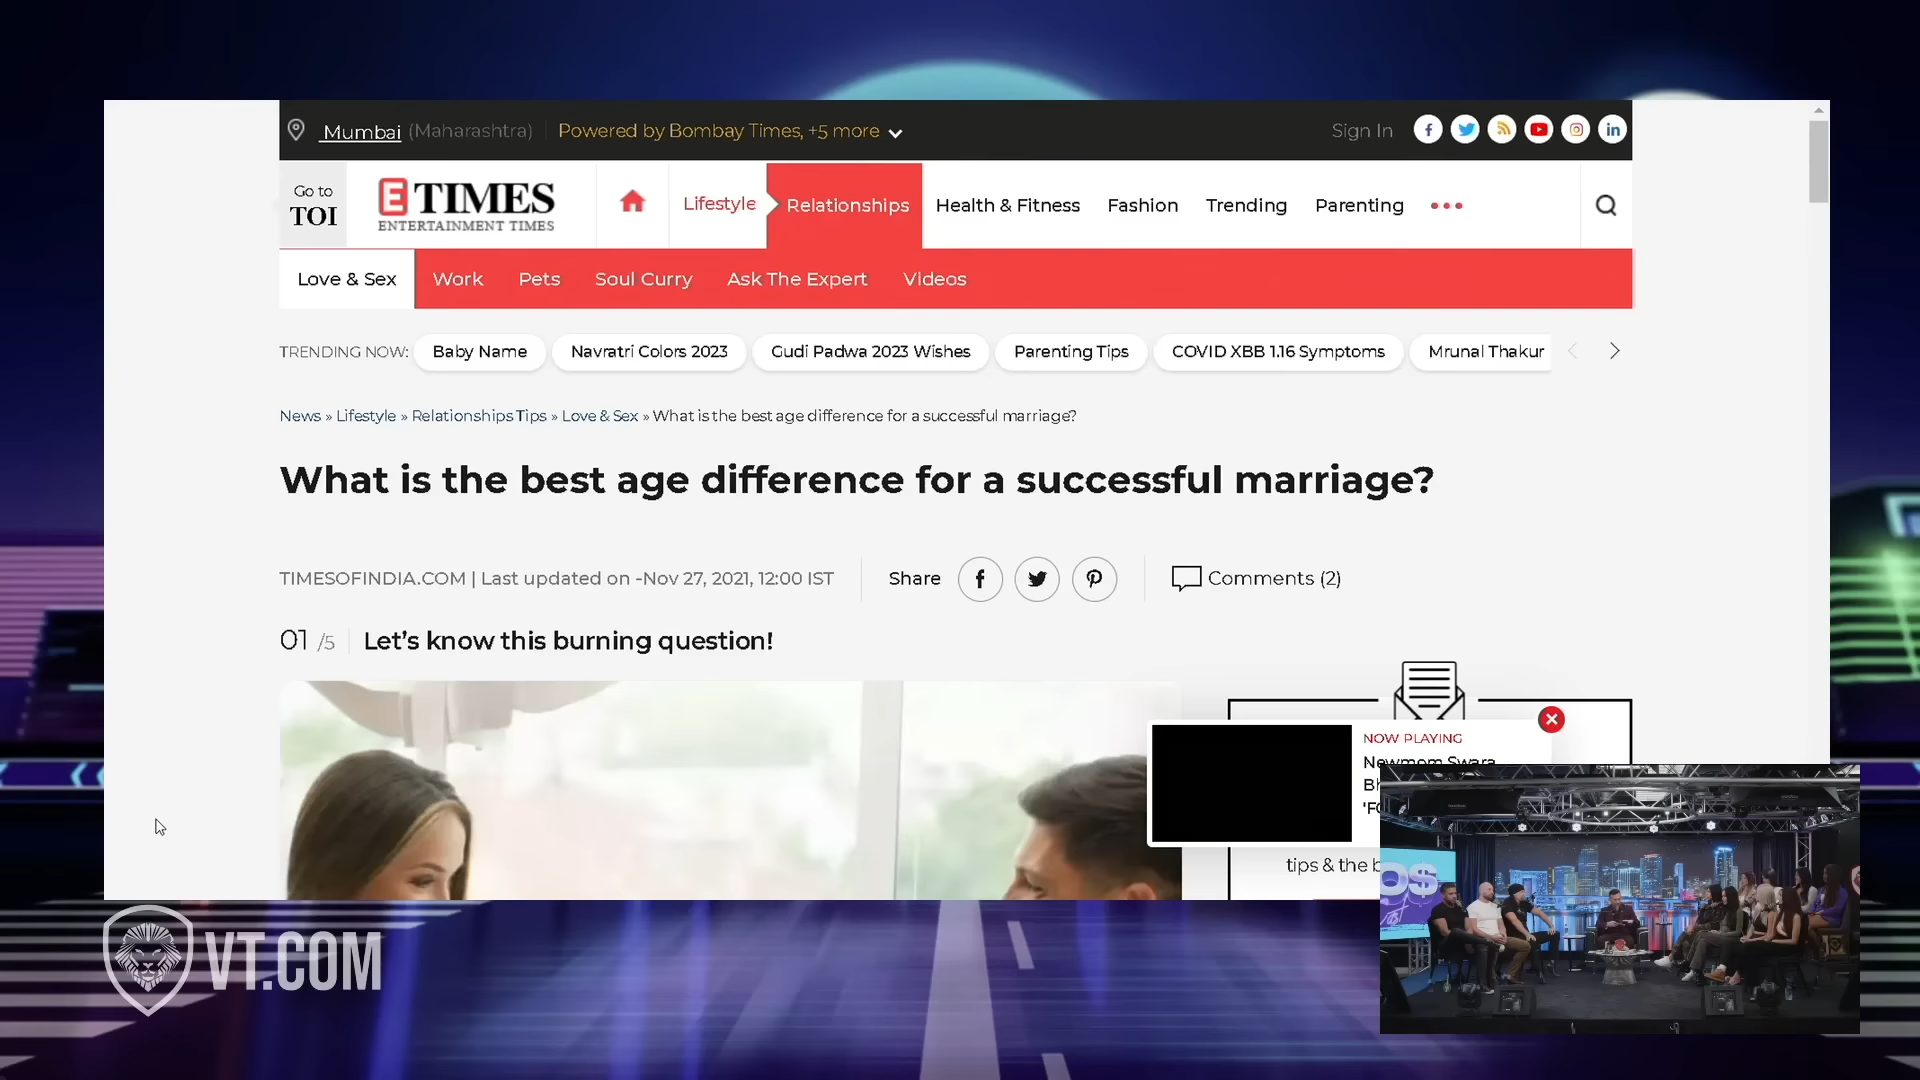 Mumbai (Maharashtra) Powered by Bombay Times, +5 more Sign In
Go to
TOI
E TIMES
ENTERTAINMENT TIMES
Lifestyle Relationships Health & Fitness Fashion Trending Parenting
Love & Sex Work Pets Soul Curry Ask The Expert Videos
TRENDING NOW: Baby Name Navratri Colors 2023 Gudi Padwa 2023 Wishes Parenting Tips COVID XBB 1.16 Symptoms Mrunal Thakur
News » Lifestyle » Relationships Tips » Love & Sex » What is the best age difference for a successful marriage?
What is the best age difference for a successful marriage?
TIMESOFINDIA.COM | Last updated on -Nov 27, 2021, 12:00 IST Share Comments (2)
01 /5 Let's know this burning question!
NOW PLAYING
Newmom Swara
tips & the
VT.COM